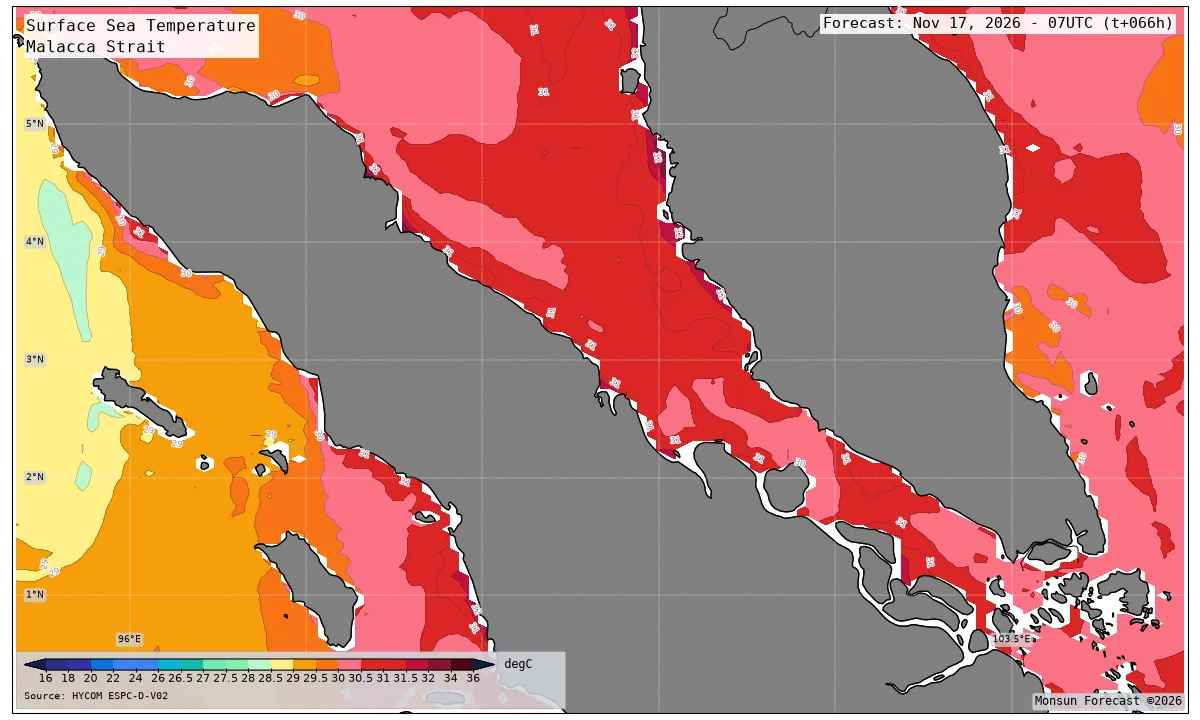 Surface Sea Temperature
Malacca Strait
Forecast: Nov 17, 2026 - 07UTC (t+066h)
5°N
4°N
3°N
2°N
1°N
96°E
103.5°E
degC
16 18 20 22 24 26 26.5 27 27.5 28 28.5 29 29.5 30 30.5 31 31.5 32 34 36
Source: HYCOM ESPC-D-V02
Monsun Forecast ©2026